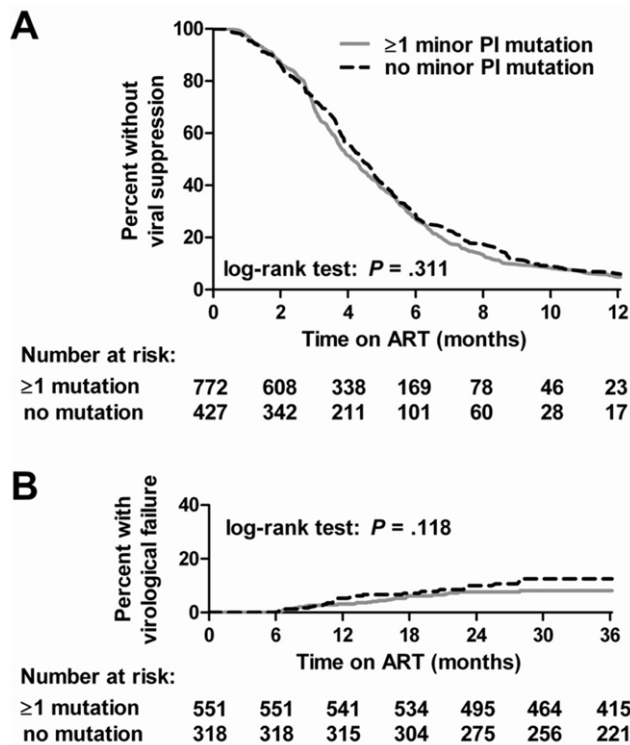 A
≥1 minor PI mutation
no minor PI mutation
Percent without
viral suppression
100
80
60
40
20
0
log-rank test: P = .311
0 2 4 6 8 10 12
Time on ART (months)
Number at risk:
≥1 mutation 772 608 338 169 78 46 23
no mutation 427 342 211 101 60 28 17
B
Percent with
virological failure
40
20
0
log-rank test: P = .118
0 6 12 18 24 30 36
Time on ART (months)
Number at risk:
≥1 mutation 551 551 541 534 495 464 415
no mutation 318 318 315 304 275 256 221